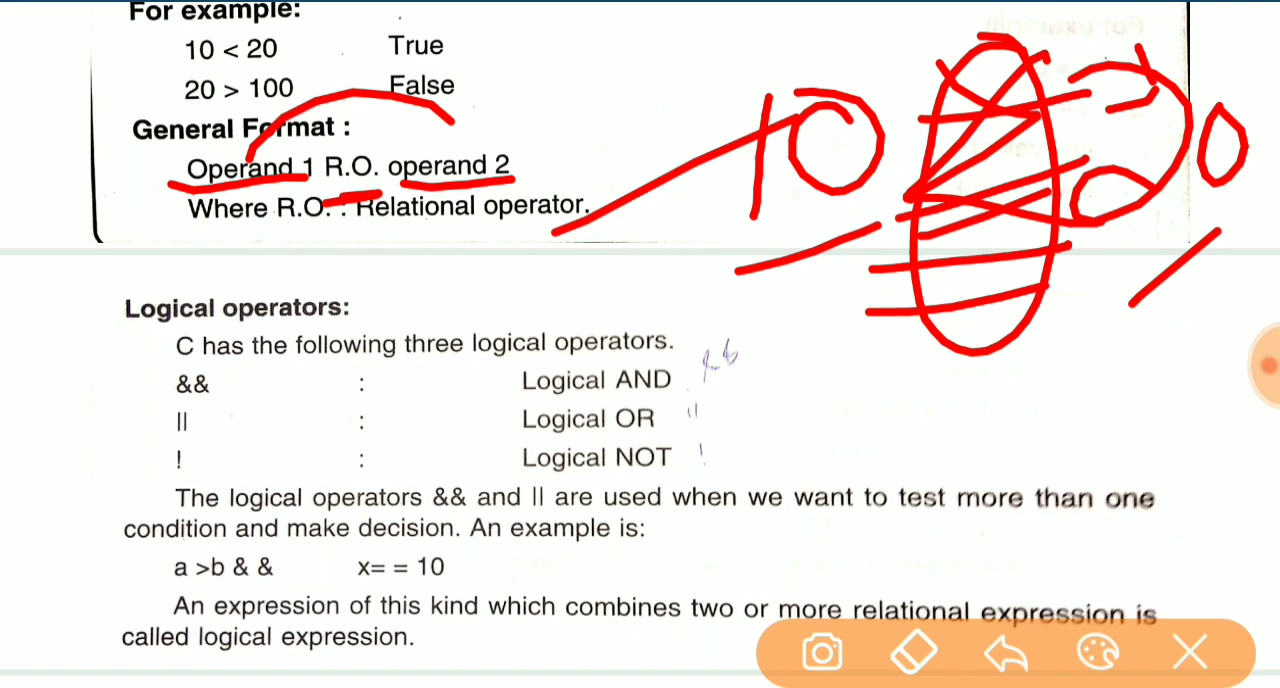 For example:
10 < 20 True
20 > 100 False
General Format :
Operand 1 R.O. operand 2
Where R.O. : Relational operator.
10 20
Logical operators:
C has the following three logical operators.
&& : Logical AND &&
|| : Logical OR ||
! : Logical NOT !
The logical operators && and || are used when we want to test more than one
condition and make decision. An example is:
a >b & & x= = 10
An expression of this kind which combines two or more relational expression is
called logical expression.